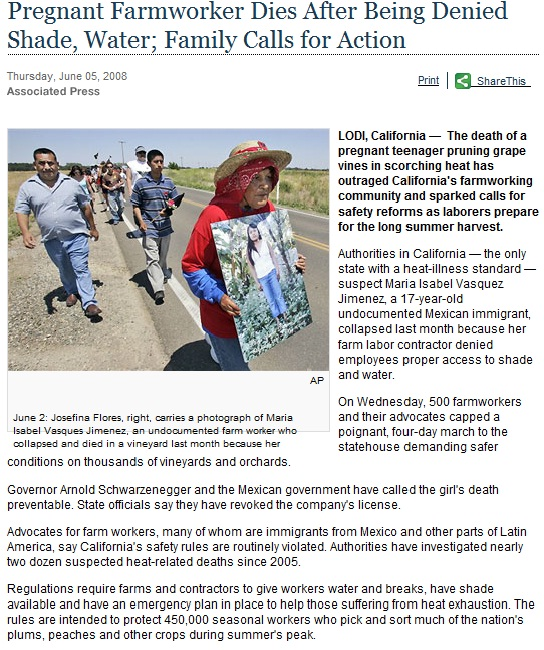 Pregnant Farmworker Dies After Being Denied
Shade, Water; Family Calls for Action
Thursday, June 05, 2008
Associated Press
Print
ShareThis
AP
June 2: Josefina Flores, right, carries a photograph of Maria
Isabel Vasques Jimenez, an undocumented farm worker who
collapsed and died in a vineyard last month because her
LODI, California — The death of a
pregnant teenager pruning grape
vines in scorching heat has
outraged California's farmworking
community and sparked calls for
safety reforms as laborers prepare
for the long summer harvest.
Authorities in California — the only
state with a heat-illness standard —
suspect Maria Isabel Vasquez
Jimenez, a 17-year-old
undocumented Mexican immigrant,
collapsed last month because her
farm labor contractor denied
employees proper access to shade
and water.
On Wednesday, 500 farmworkers
and their advocates capped a
poignant, four-day march to the
statehouse demanding safer
conditions on thousands of vineyards and orchards.
Governor Arnold Schwarzenegger and the Mexican government have called the girl's death
preventable. State officials say they have revoked the company's license.
Advocates for farm workers, many of whom are immigrants from Mexico and other parts of Latin
America, say California's safety rules are routinely violated. Authorities have investigated nearly
two dozen suspected heat-related deaths since 2005.
Regulations require farms and contractors to give workers water and breaks, have shade
available and have an emergency plan in place to help those suffering from heat exhaustion. The
rules are intended to protect 450,000 seasonal workers who pick and sort much of the nation's
plums, peaches and other crops during summer's peak.